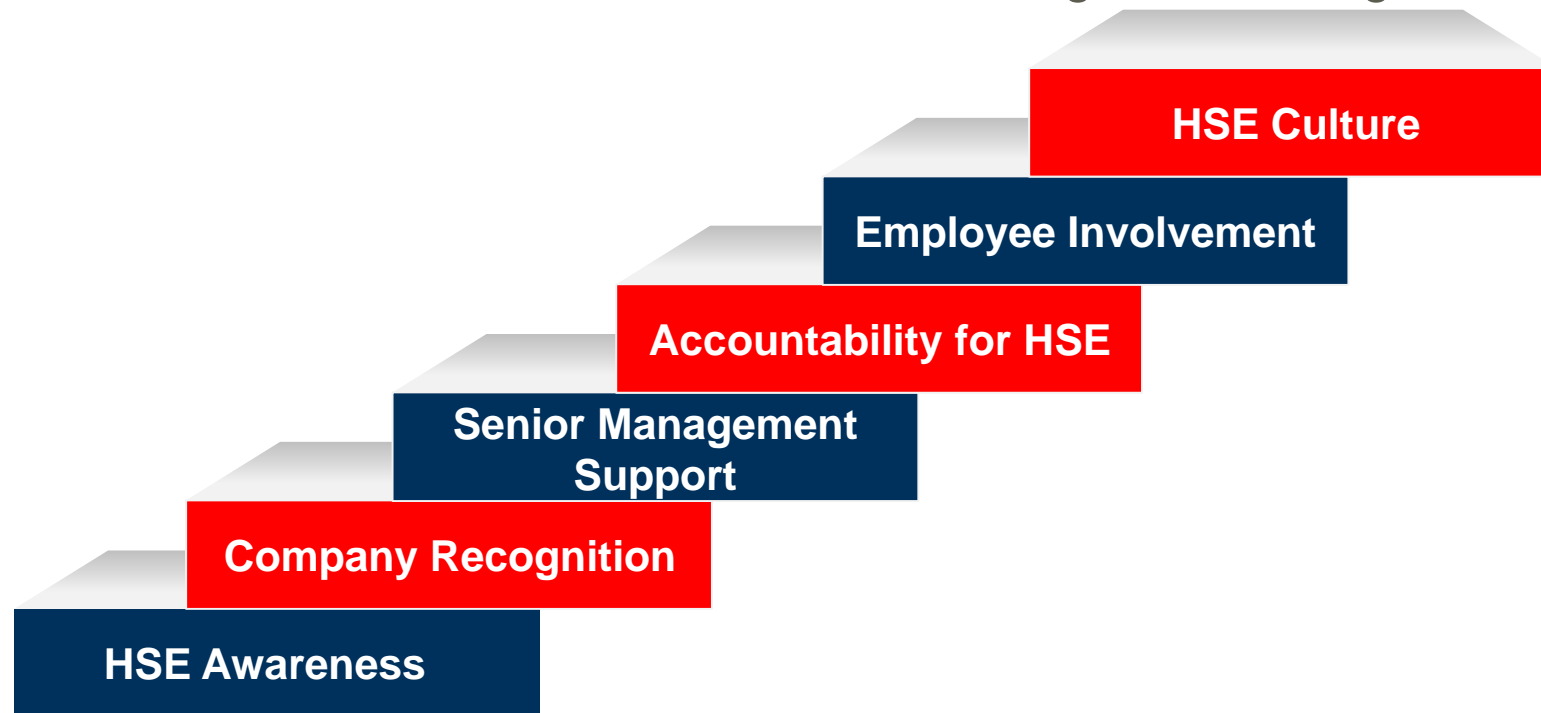 HSE Culture
Employee Involvement
Accountability for HSE
Senior Management
Support
Company Recognition
HSE Awareness